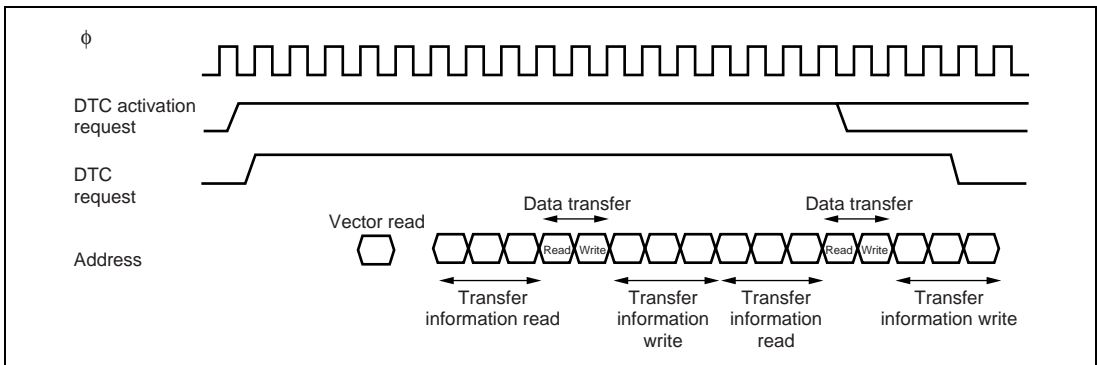 ϕ
DTC activation
request
DTC
request
Data transfer
Data transfer
Vector read
Address
Read
Write
Read
Write
Transfer
information read
Transfer
information
write
Transfer
information
read
Transfer
information write